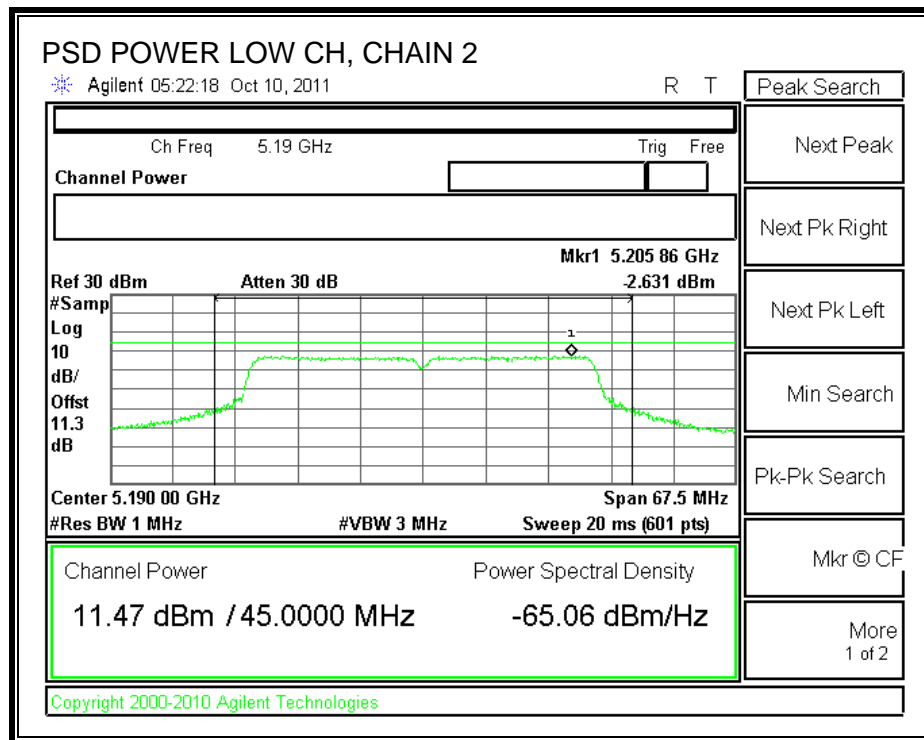 PSD POWER LOW CH, CHAIN 2
Agilent 05:22:18 Oct 10, 2011 R T
Peak Search
Ch Freq 5.19 GHz Trig Free
Channel Power
Mkr1 5.205 86 GHz
Ref 30 dBm Atten 30 dB -2.631 dBm
#Samp
Log
10
dB/
Offst
11.3
dB
1
Center 5.190 00 GHz Span 67.5 MHz
#Res BW 1 MHz #VBW 3 MHz Sweep 20 ms (601 pts)
Channel Power Power Spectral Density
11.47 dBm / 45.0000 MHz -65.06 dBm/Hz
Copyright 2000-2010 Agilent Technologies
Next Peak
Next Pk Right
Next Pk Left
Min Search
Pk-Pk Search
Mkr © CF
More
1 of 2